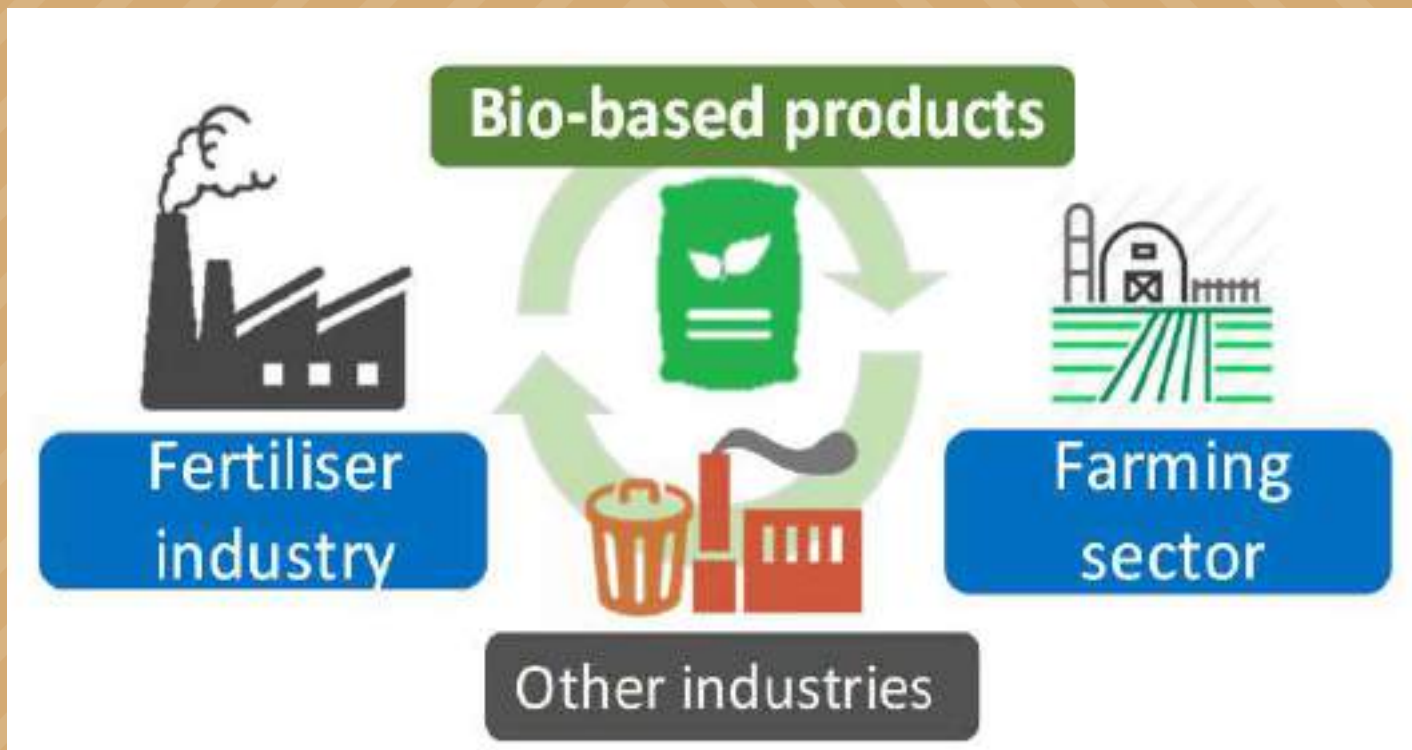 Bio-based products
Fertiliser
industry
Farming
sector
Other industries